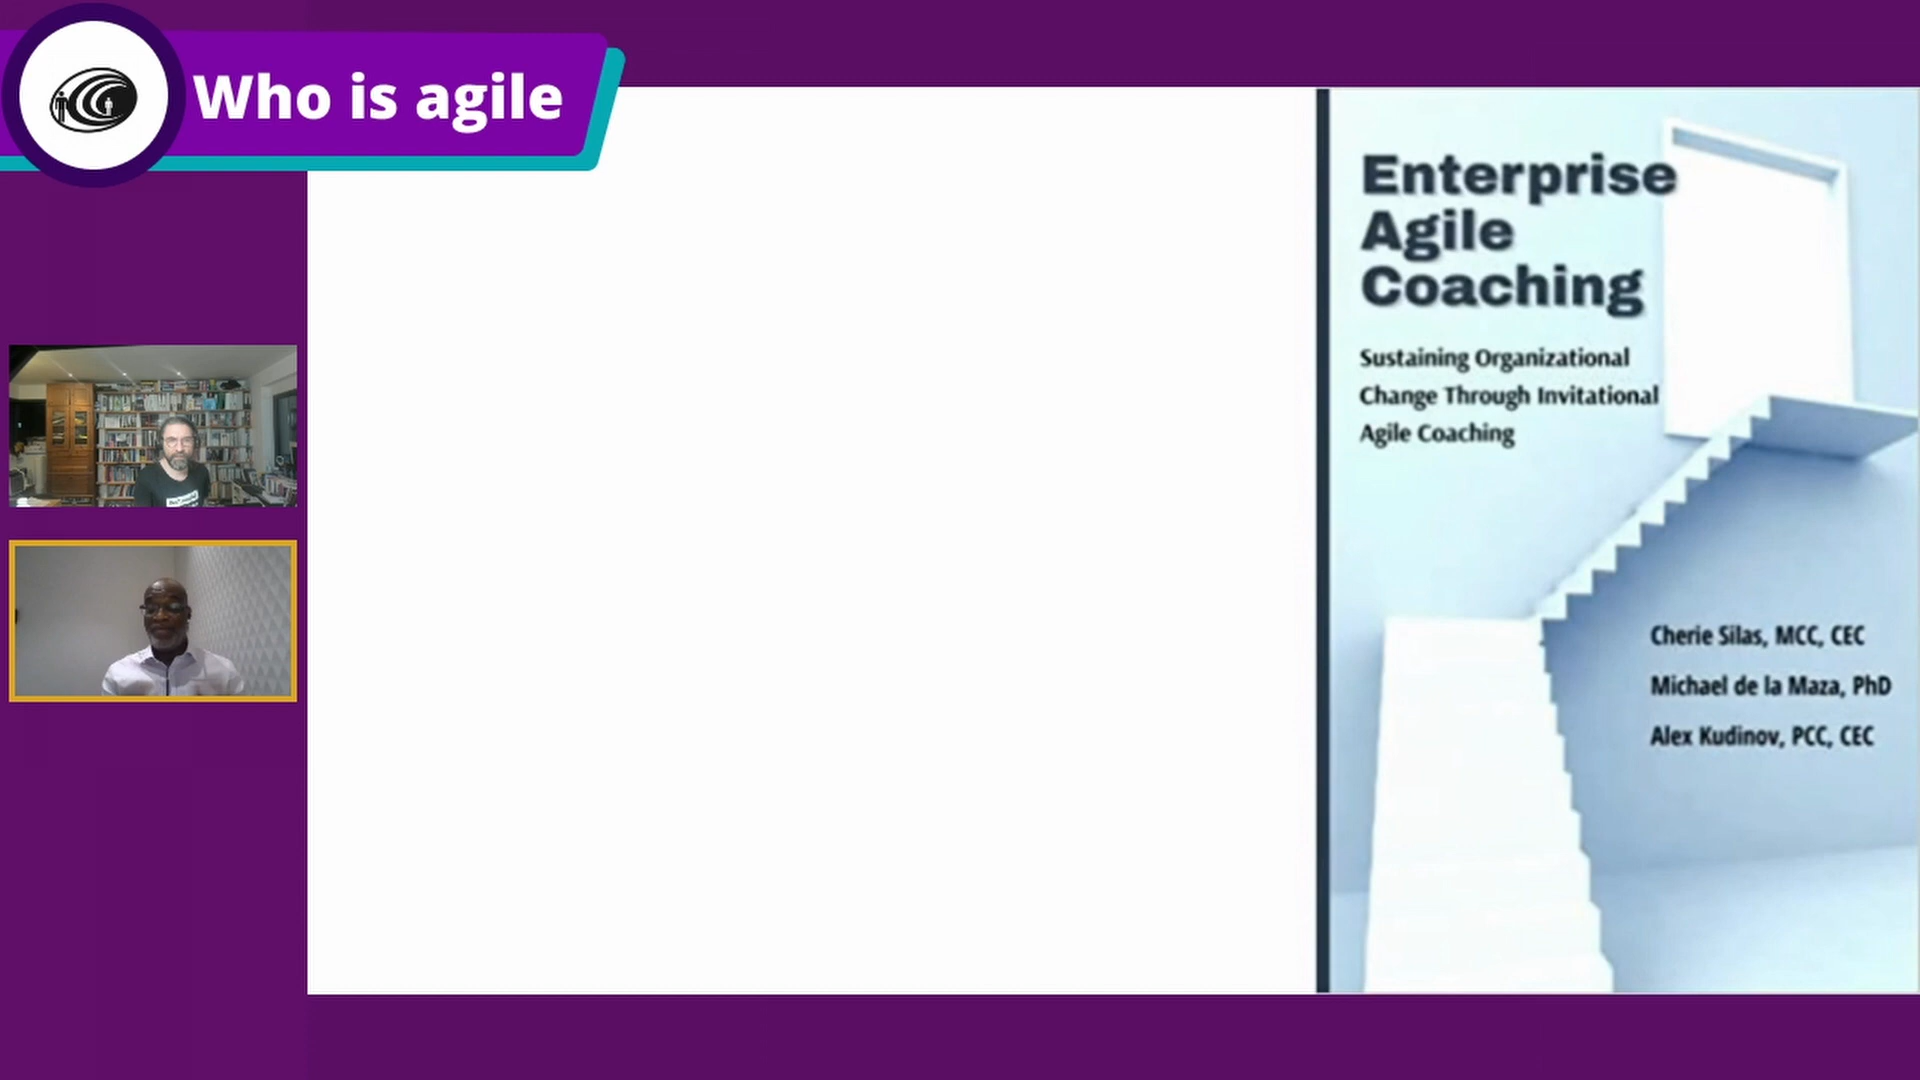 Who is agile
Enterprise
Agile
Coaching
Sustaining Organizational
Change Through Invitational
Agile Coaching
Cherie Silas, MCC, CEC
Michael de la Maza, PhD
Alex Kudinov, PCC, CEC